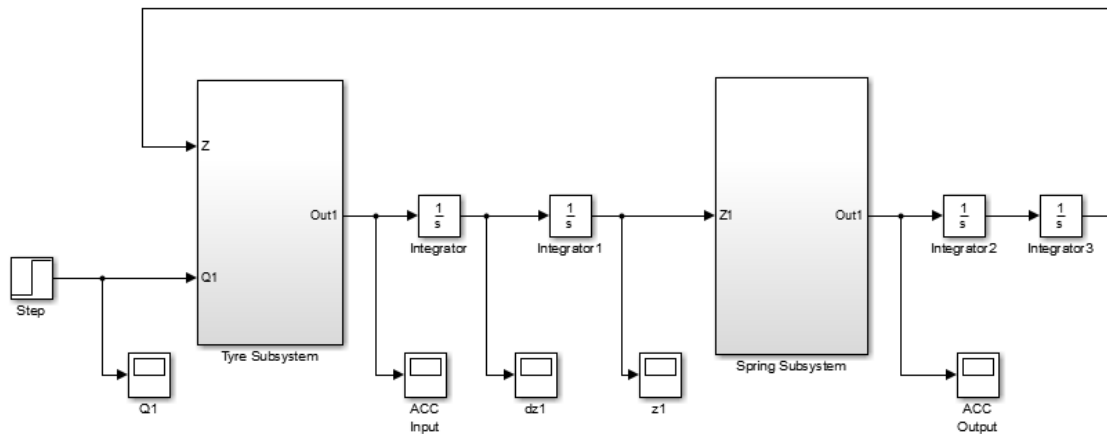 Z
Out1
Q1
Tyre Subsystem
Step
Q1
ACC
Input
1
s
Integrator
dz1
1
s
Integrator1
z1
Z1
Out1
Spring Subsystem
ACC
Output
1
s
Integrator2
1
s
Integrator3